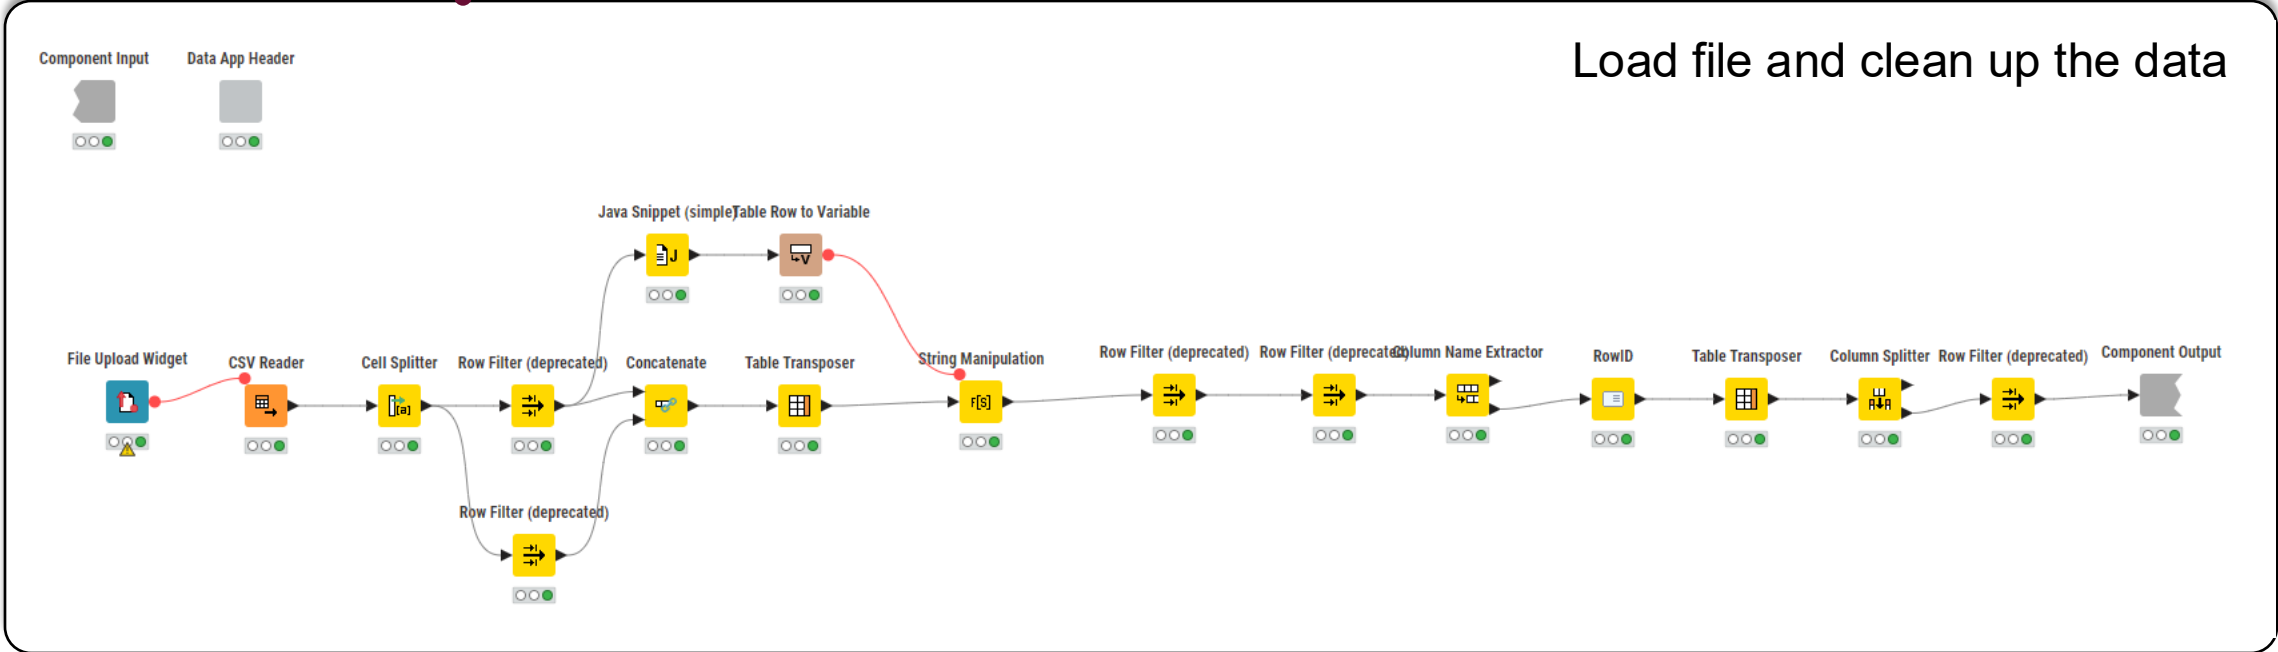 Load file and clean up the data
Component Input
Data App Header
Java Snippet (simple)
Table Row to Variable
File Upload Widget
CSV Reader
Cell Splitter
Row Filter (deprecated)
Concatenate
Table Transposer
String Manipulation
Row Filter (deprecated)
Row Filter (deprecated)
Column Name Extractor
RowID
Table Transposer
Column Splitter
Row Filter (deprecated)
Component Output
Row Filter (deprecated)